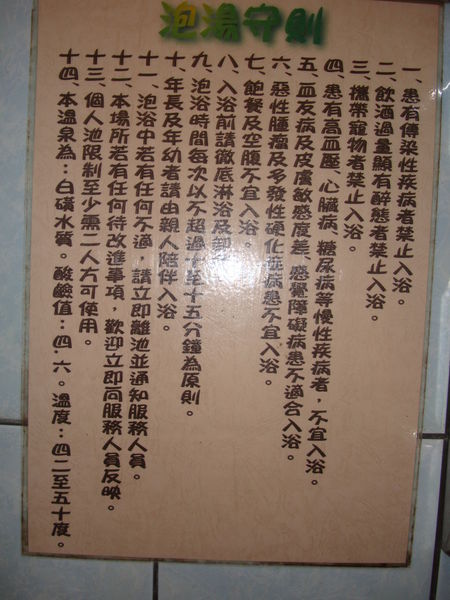 泡湯守則
一、患有傳染性疾病者禁止入浴。
二、飲酒過量顯有醉態者禁止入浴。
三、攜帶寵物者禁止入浴。
四、患有高血壓、心臟病、糖尿病等慢性疾病者，不宜入浴。
五、血友病及皮膚敏感度差、感覺障礙病患不適合入浴。
六、惡性腫瘤及多發性硬化症病患不宜入浴。
七、飽餐及空腹不宜入浴。
八、入浴前請徹底淋浴及卸
九、泡浴時間每次以不超過十至十五分鐘為原則。
十、年長及年幼者請由親人陪伴入浴。
十一、泡浴中若有任何不適，請立即離池並通知服務人員。
十二、本場所若有任何待改進事項，歡迎立即向服務人員反映。
十三、個人池限制至少需二人方可使用。
十四、本溫泉為：白磺水質。酸鹼值：四．六。溫度：四二至五十度。